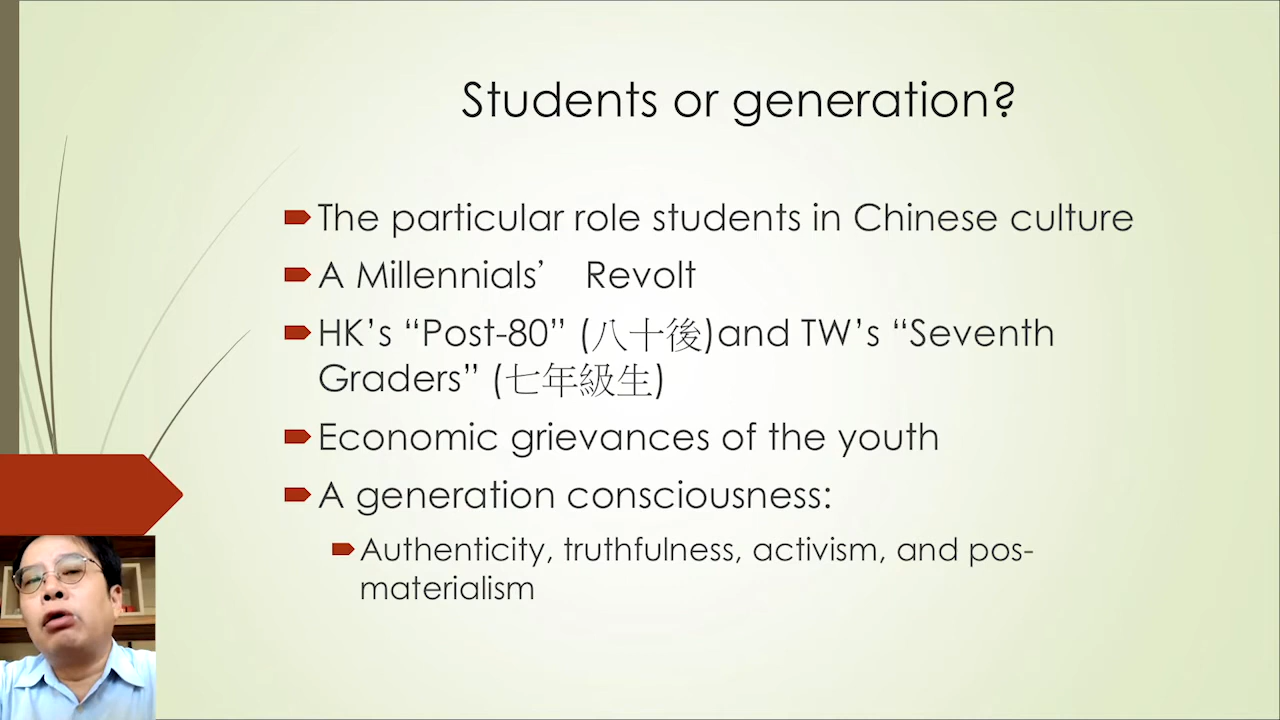 Students or generation?
The particular role students in Chinese culture
A Millennials’ Revolt
HK’s “Post-80” (八十後)and TW’s “Seventh
Graders” (七年級生)
Economic grievances of the youth
A generation consciousness:
Authenticity, truthfulness, activism, and pos-
materialism